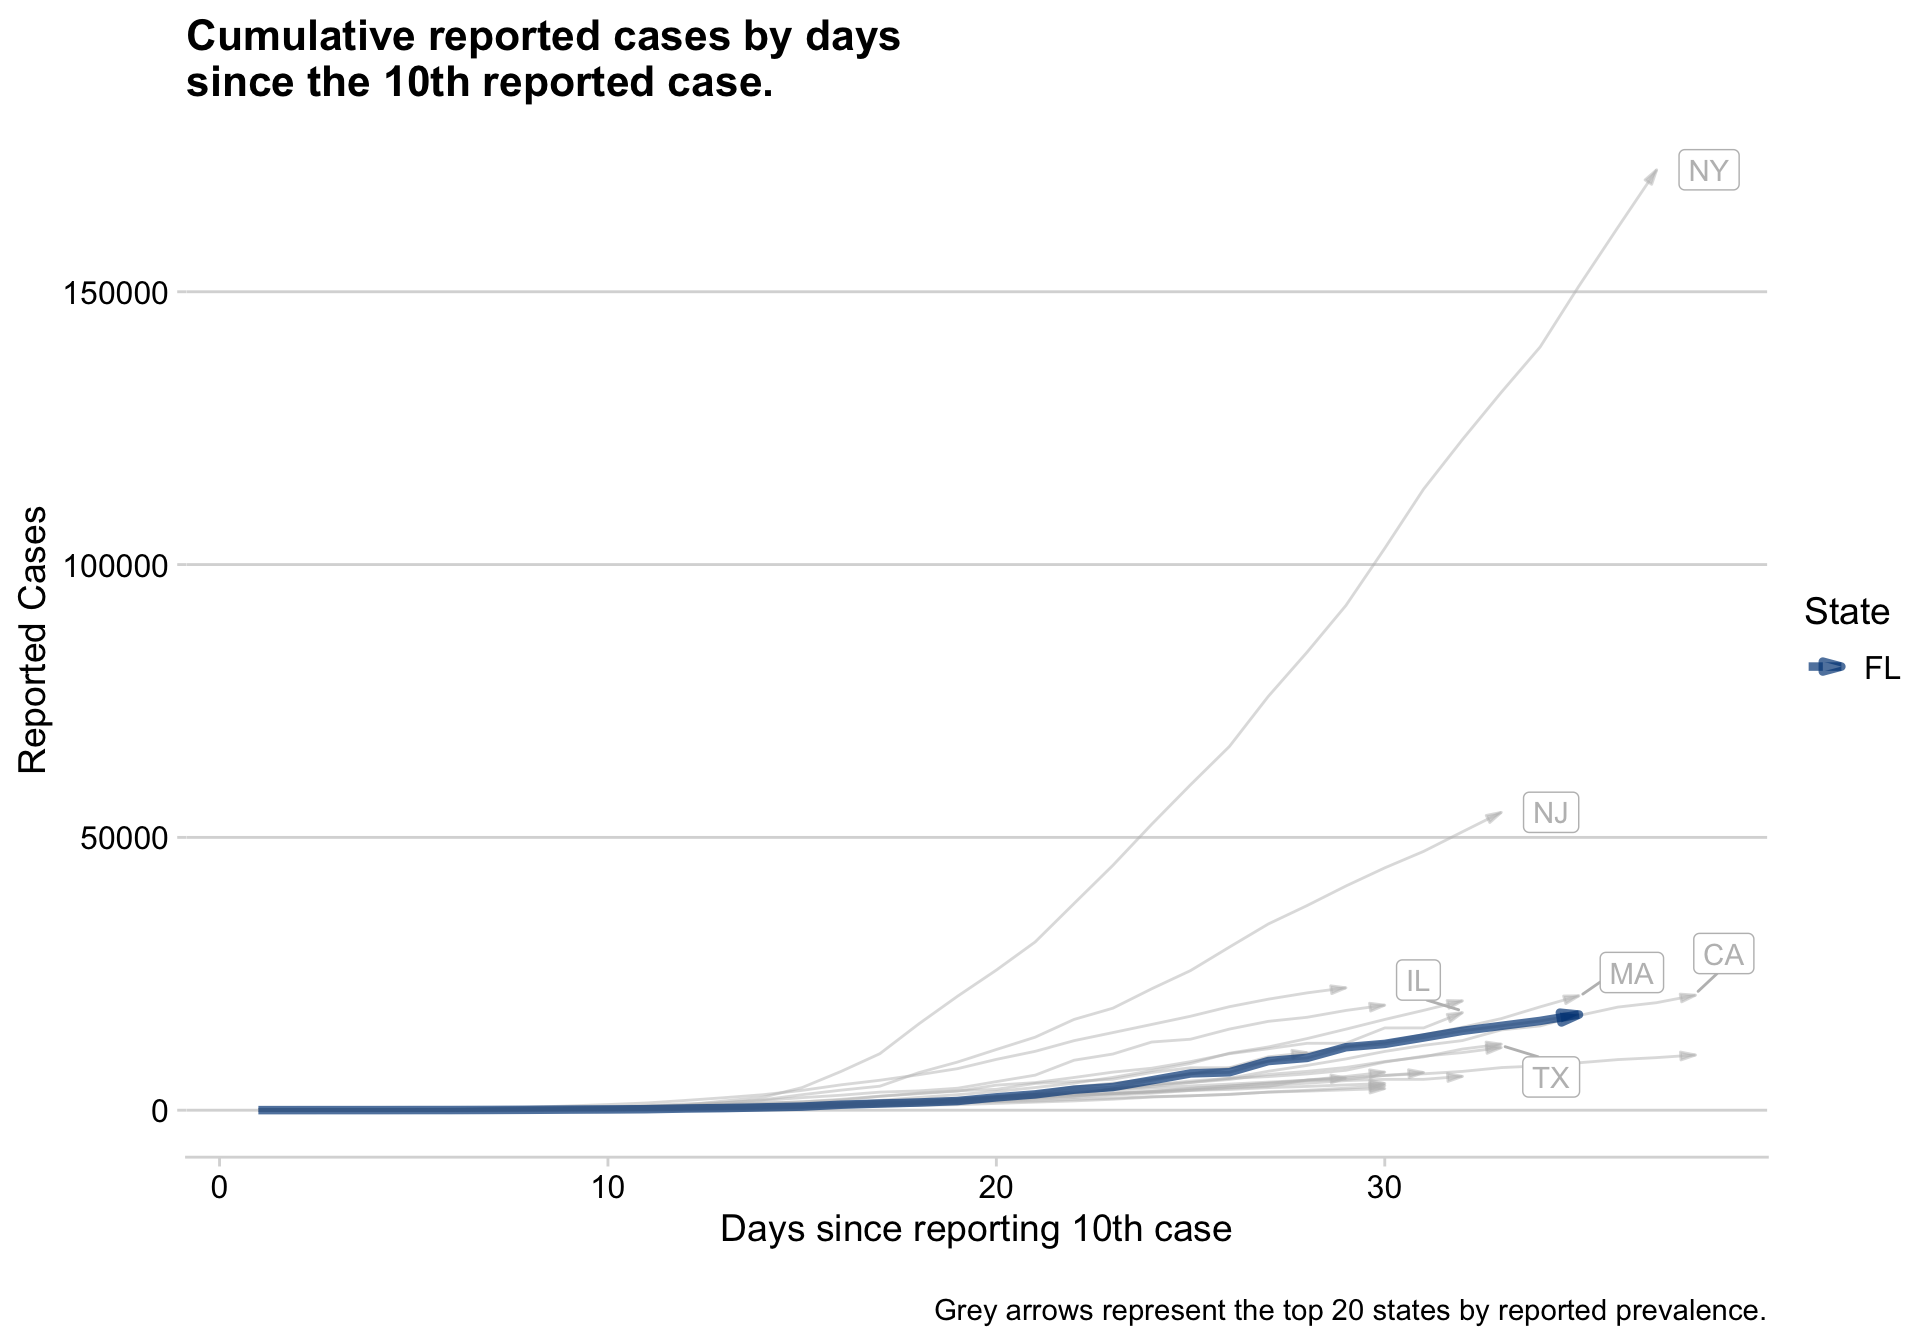 Cumulative reported cases by days
since the 10th reported case.
NY
150000
100000
50000
0
NJ
CA
MA
IL
TX
Reported Cases
State
FL
0 10 20 30
Days since reporting 10th case
Grey arrows represent the top 20 states by reported prevalence.